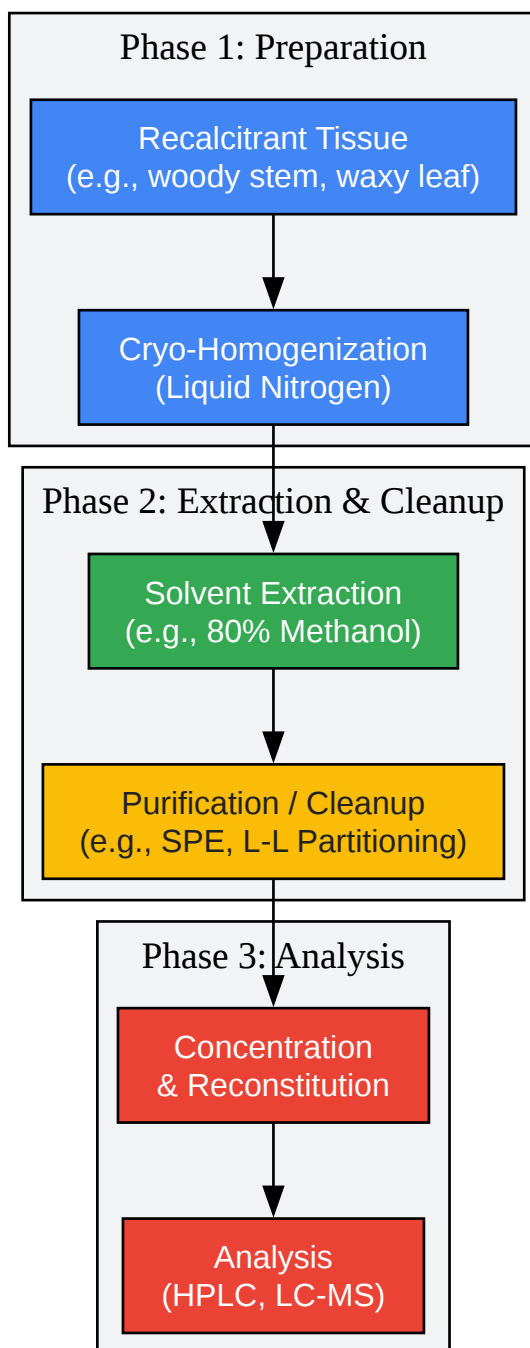 Phase 1: Preparation
Recalcitrant Tissue
(e.g., woody stem, waxy leaf)
Cryo-Homogenization
(Liquid Nitrogen)
Phase 2: Extraction & Cleanup
Solvent Extraction
(e.g., 80% Methanol)
Purification / Cleanup
(e.g., SPE, L-L Partitioning)
Phase 3: Analysis
Concentration
& Reconstitution
Analysis
(HPLC, LC-MS)